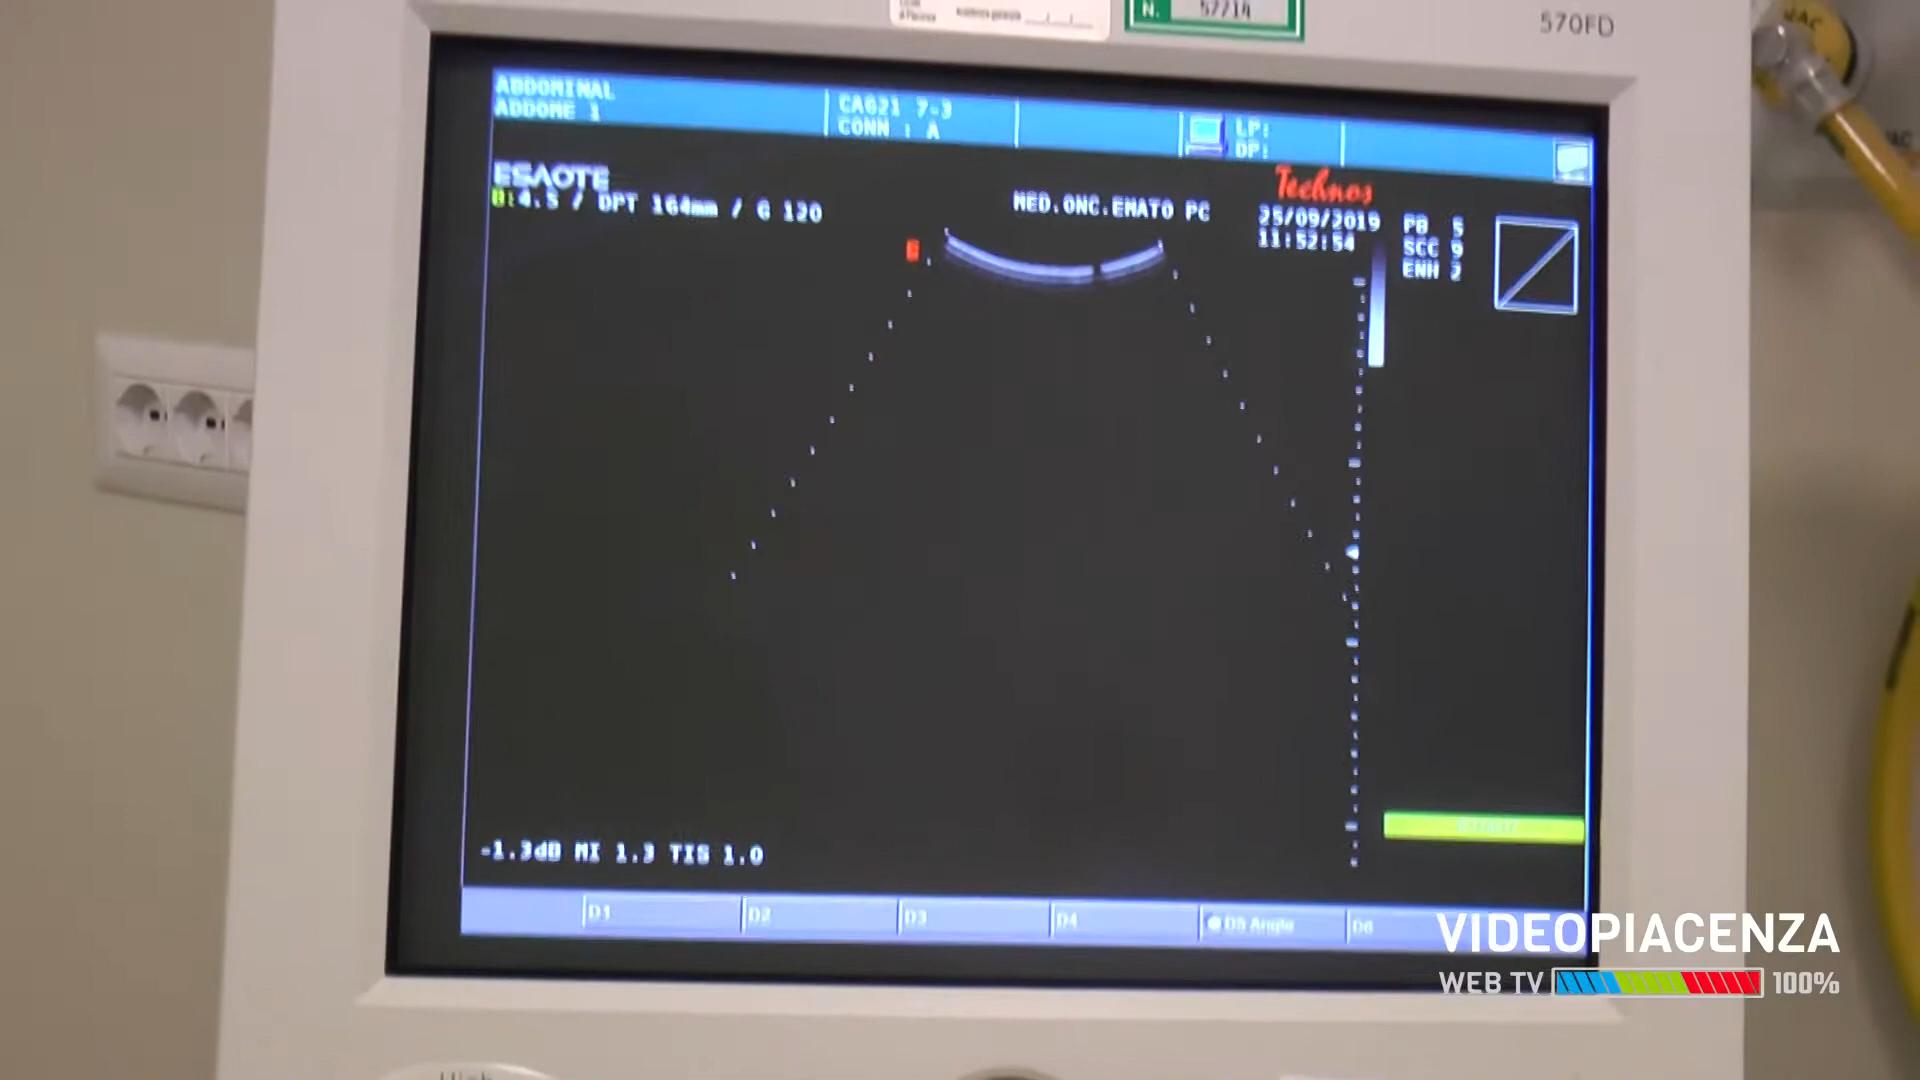 N. 57714
570FD
ABDOMINAL
ADDOME 1
CA621 7-3
CONN : A
LP:
DP:
ESAOTE
Technos
B:4.5 / DPT 164mm / G 120
MED.ONC.EMATO PC
25/09/2019
11:52:54
PB 5
SCC 9
ENH 2
-1.3dB MI 1.3 TIS 1.0
D1 D2 D3 D4 D5 Angle D6
VIDEOPIACENZA
WEB TV 100%